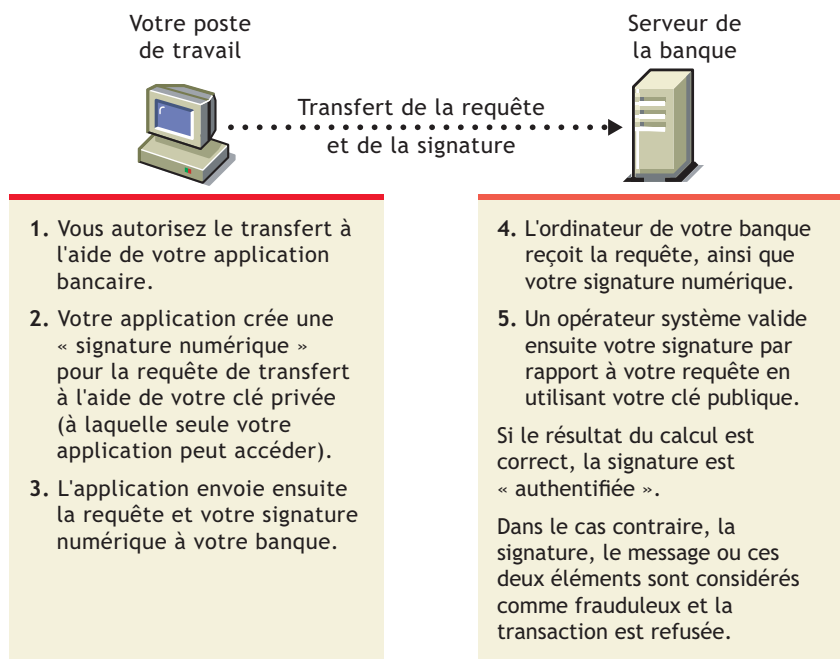 Votre poste
de travail
Serveur de
la banque
Transfert de la requête
et de la signature
1. Vous autorisez le transfert à
l'aide de votre application
bancaire.
2. Votre application crée une
« signature numérique »
pour la requête de transfert
à l'aide de votre clé privée
(à laquelle seule votre
application peut accéder).
3. L'application envoie ensuite
la requête et votre signature
numérique à votre banque.
4. L'ordinateur de votre banque
reçoit la requête, ainsi que
votre signature numérique.
5. Un opérateur système valide
ensuite votre signature par
rapport à votre requête en
utilisant votre clé publique.
Si le résultat du calcul est
correct, la signature est
« authentifiée ».
Dans le cas contraire, la
signature, le message ou ces
deux éléments sont considérés
comme frauduleux et la
transaction est refusée.